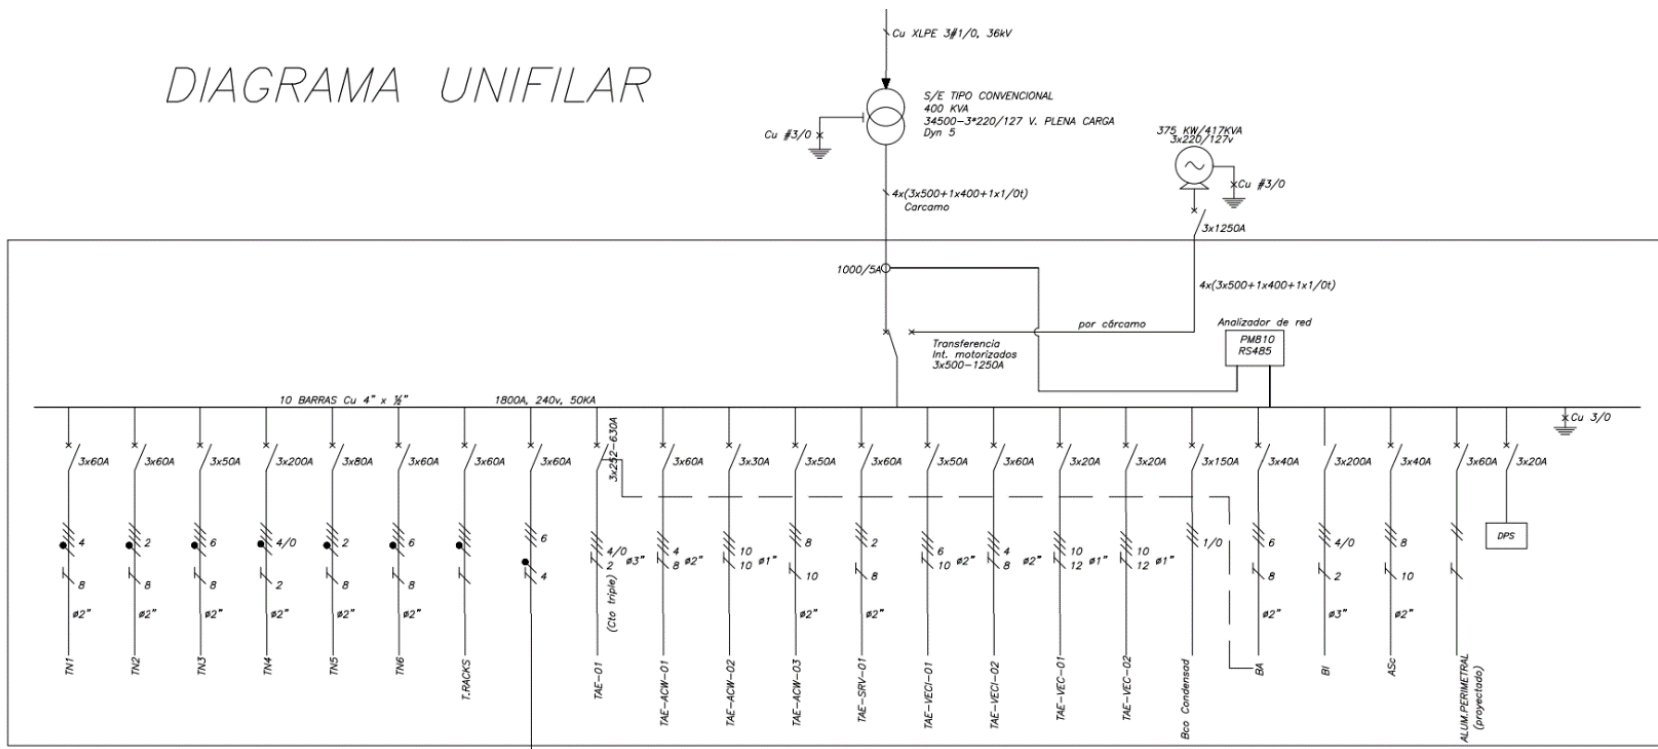 DIAGRAMA UNIFILAR
Cu XLPE 3#1/0, 36kV
S/E TIPO CONVENCIONAL
400 KVA
34500-3*220/127 V. PLENA CARGA
Dyn 5
Cu #3/0
375 KW/417KVA
3x220/127v
Cu #3/0
4x(3x500+1x400+1x1/0t)
Carcamo
3x1250A
1000/5A
4x(3x500+1x400+1x1/0t)
por cárcamo
Analizador de red
PM810
RS485
Transferencia
Int. motorizados
3x500-1250A
10 BARRAS Cu 4" x ½"
1800A, 240v, 50KA
Cu 3/0
3x60A
3x60A
3x50A
3x200A
3x80A
3x60A
3x60A
3x60A
3x252-630A
3x60A
3x30A
3x50A
3x60A
3x50A
3x60A
3x20A
3x20A
3x150A
3x40A
3x200A
3x40A
3x60A
3x20A
4
2
6
4/0
2
6
6
4/0
4
10
8
2
6
4
10
10
1/0
6
4/0
8
DPS
8
8
8
2
8
8
4
2
ø3"
8
ø2"
10
ø1"
10
8
10
ø2"
8
ø2"
12
ø1"
12
ø1"
8
2
10
ø2"
ø2"
ø2"
ø2"
ø2"
ø2"
(Cto triple)
ø2"
ø2"
ø2"
ø3"
ø2"
TN1
TN2
TN3
TN4
TN5
TN6
T.RACKS
TAE-01
TAE-ACW-01
TAE-ACW-02
TAE-ACW-03
TAE-SRV-01
TAE-VECI-01
TAE-VECI-02
TAE-VEC-01
TAE-VEC-02
Bco Condensad
BA
BI
ASc
ALUM.PERIMETRAL
(proyectado)